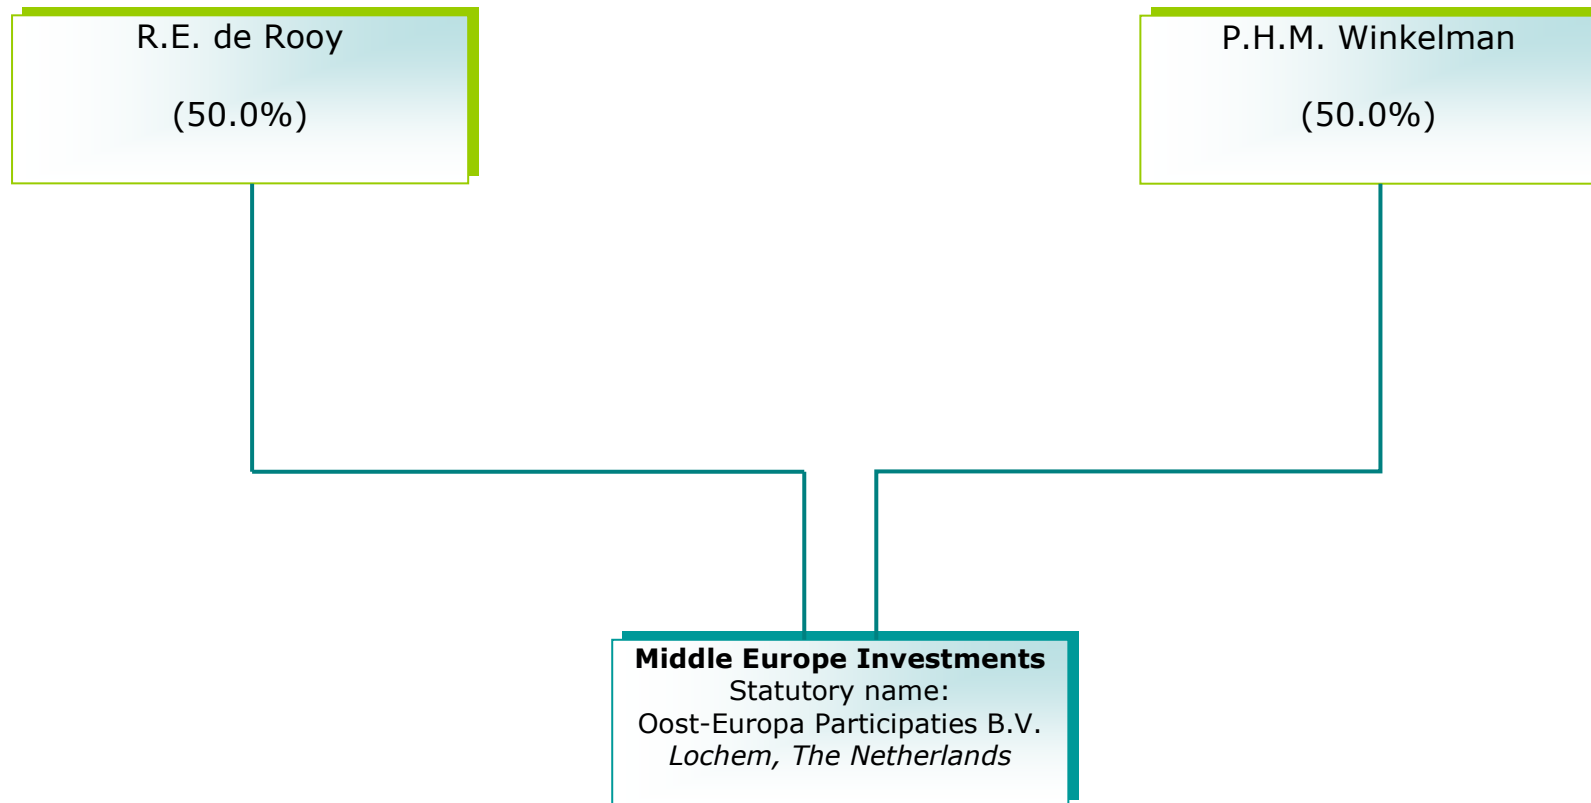 R.E. de Rooy
(50.0%)
P.H.M. Winkelman
(50.0%)
Middle Europe Investments
Statutory name:
Oost-Europa Participaties B.V.
Lochem, The Netherlands